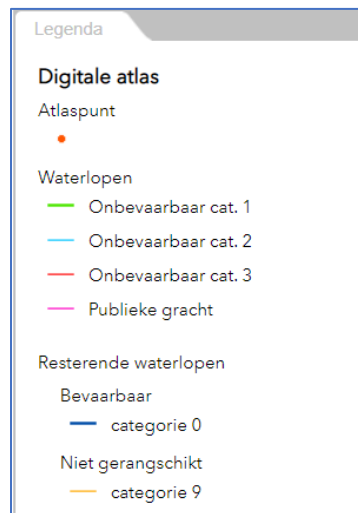 Legenda
Digitale atlas
Atlaspunt
Waterlopen
Onbevaarbaar cat. 1
Onbevaarbaar cat. 2
Onbevaarbaar cat. 3
Publieke gracht
Resterende waterlopen
Bevaarbaar
categorie 0
Niet gerangschikt
categorie 9